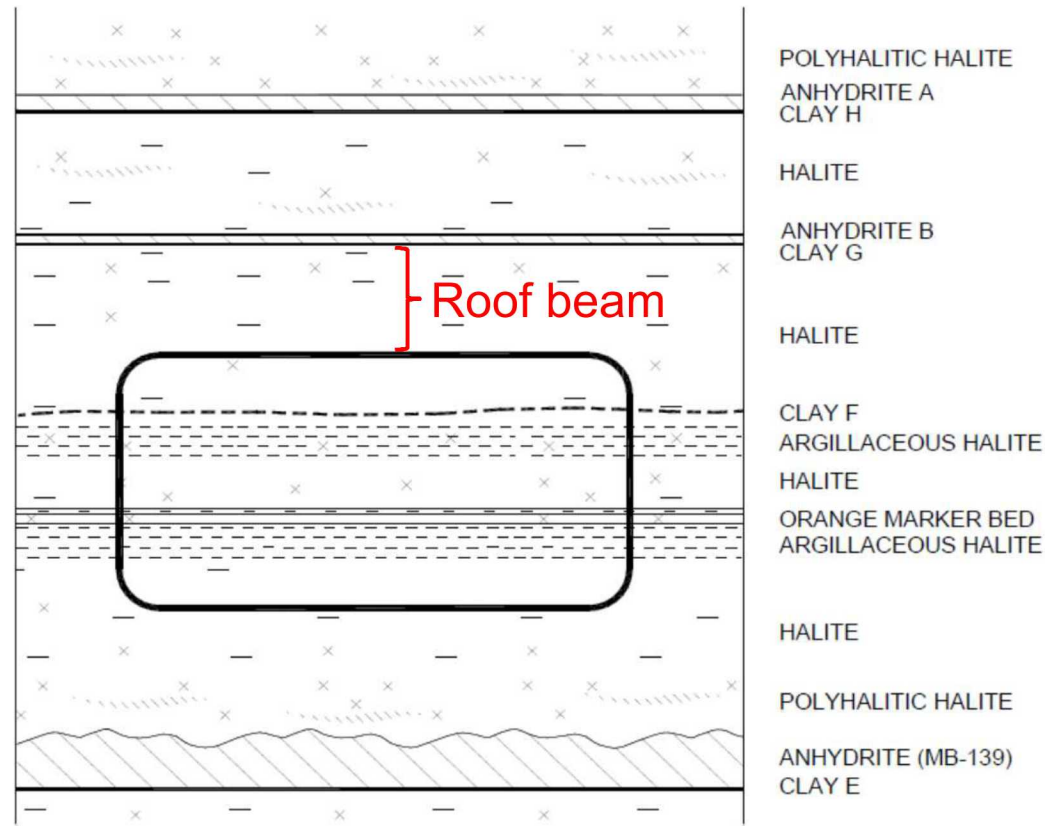 POLYHALITIC HALITE
ANHYDRITE A
CLAY H
HALITE
ANHYDRITE B
CLAY G
Roof beam
HALITE
CLAY F
ARGILLACEOUS HALITE
HALITE
ORANGE MARKER BED
ARGILLACEOUS HALITE
HALITE
POLYHALITIC HALITE
ANHYDRITE (MB-139)
CLAY E